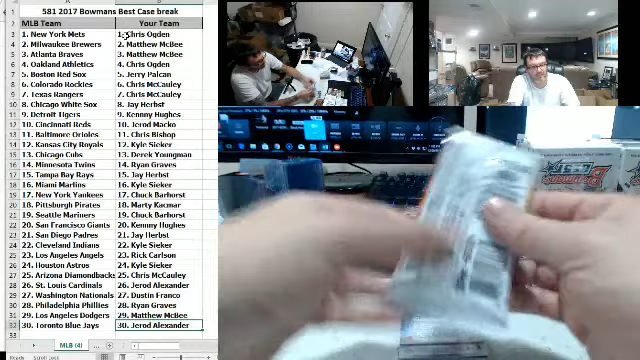 581 2017 Bowmans Best Case break
MLB Team Your Team
1. New York Mets 1. Chris Ogden
2. Milwaukee Brewers 2. Matthew McBee
3. Atlanta Braves 3. Matthew McBee
4. Oakland Athletics 4. Chris Ogden
5. Boston Red Sox 5. Jerry Palcan
6. Colorado Rockies 6. Chris McCauley
7. Texas Rangers 7. Chris McCauley
8. Chicago White Sox 8. Jay Herbst
9. Detroit Tigers 9. Kennny Hughes
10. Cincinnati Reds 10. Jerod Macko
11. Baltimore Orioles 11. Chris Bishop
12. Kansas City Royals 12. Kyle Sieker
13. Chicago Cubs 13. Derek Youngman
14. Minnesota Twins 14. Ryan Graves
15. Tampa Bay Rays 15. Jay Herbst
16. Miami Marlins 16. Kyle Sieker
17. New York Yankees 17. Chuck Barhorst
18. Pittsburgh Pirates 18. Marty Kacmar
19. Seattle Mariners 19. Chuck Barhorst
20. San Francisco Giants 20. Kennny Hughes
21. San Diego Padres 21. Jay Herbst
22. Cleveland Indians 22. Kyle Sieker
23. Los Angeles Angels 23. Rick Carlson
24. Houston Astros 24. Kyle Sieker
25. Arizona Diamondbacks 25. Chris McCauley
26. St. Louis Cardinals 26. Jerod Alexander
27. Washington Nationals 27. Dustin Franco
28. Philadelphia Phillies 28. Ryan Graves
29. Los Angeles Dodgers 29. Matthew McBee
30. Toronto Blue Jays 30. Jerod Alexander
MLB (4)
Ready Scroll Lock